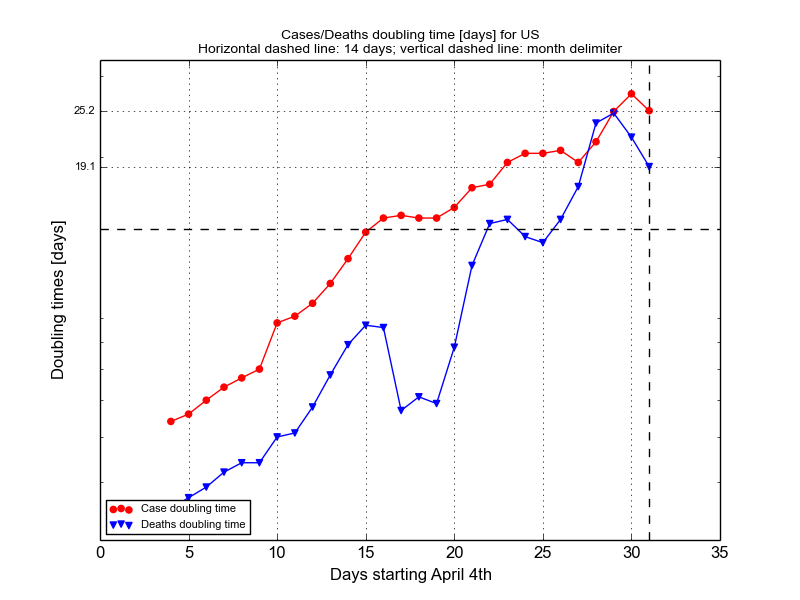 Cases/Deaths doubling time [days] for US
Horizontal dashed line: 14 days; vertical dashed line: month delimiter
25.2
19.1
Doubling times [days]
Case doubling time
Deaths doubling time
0 5 10 15 20 25 30 35
Days starting April 4th